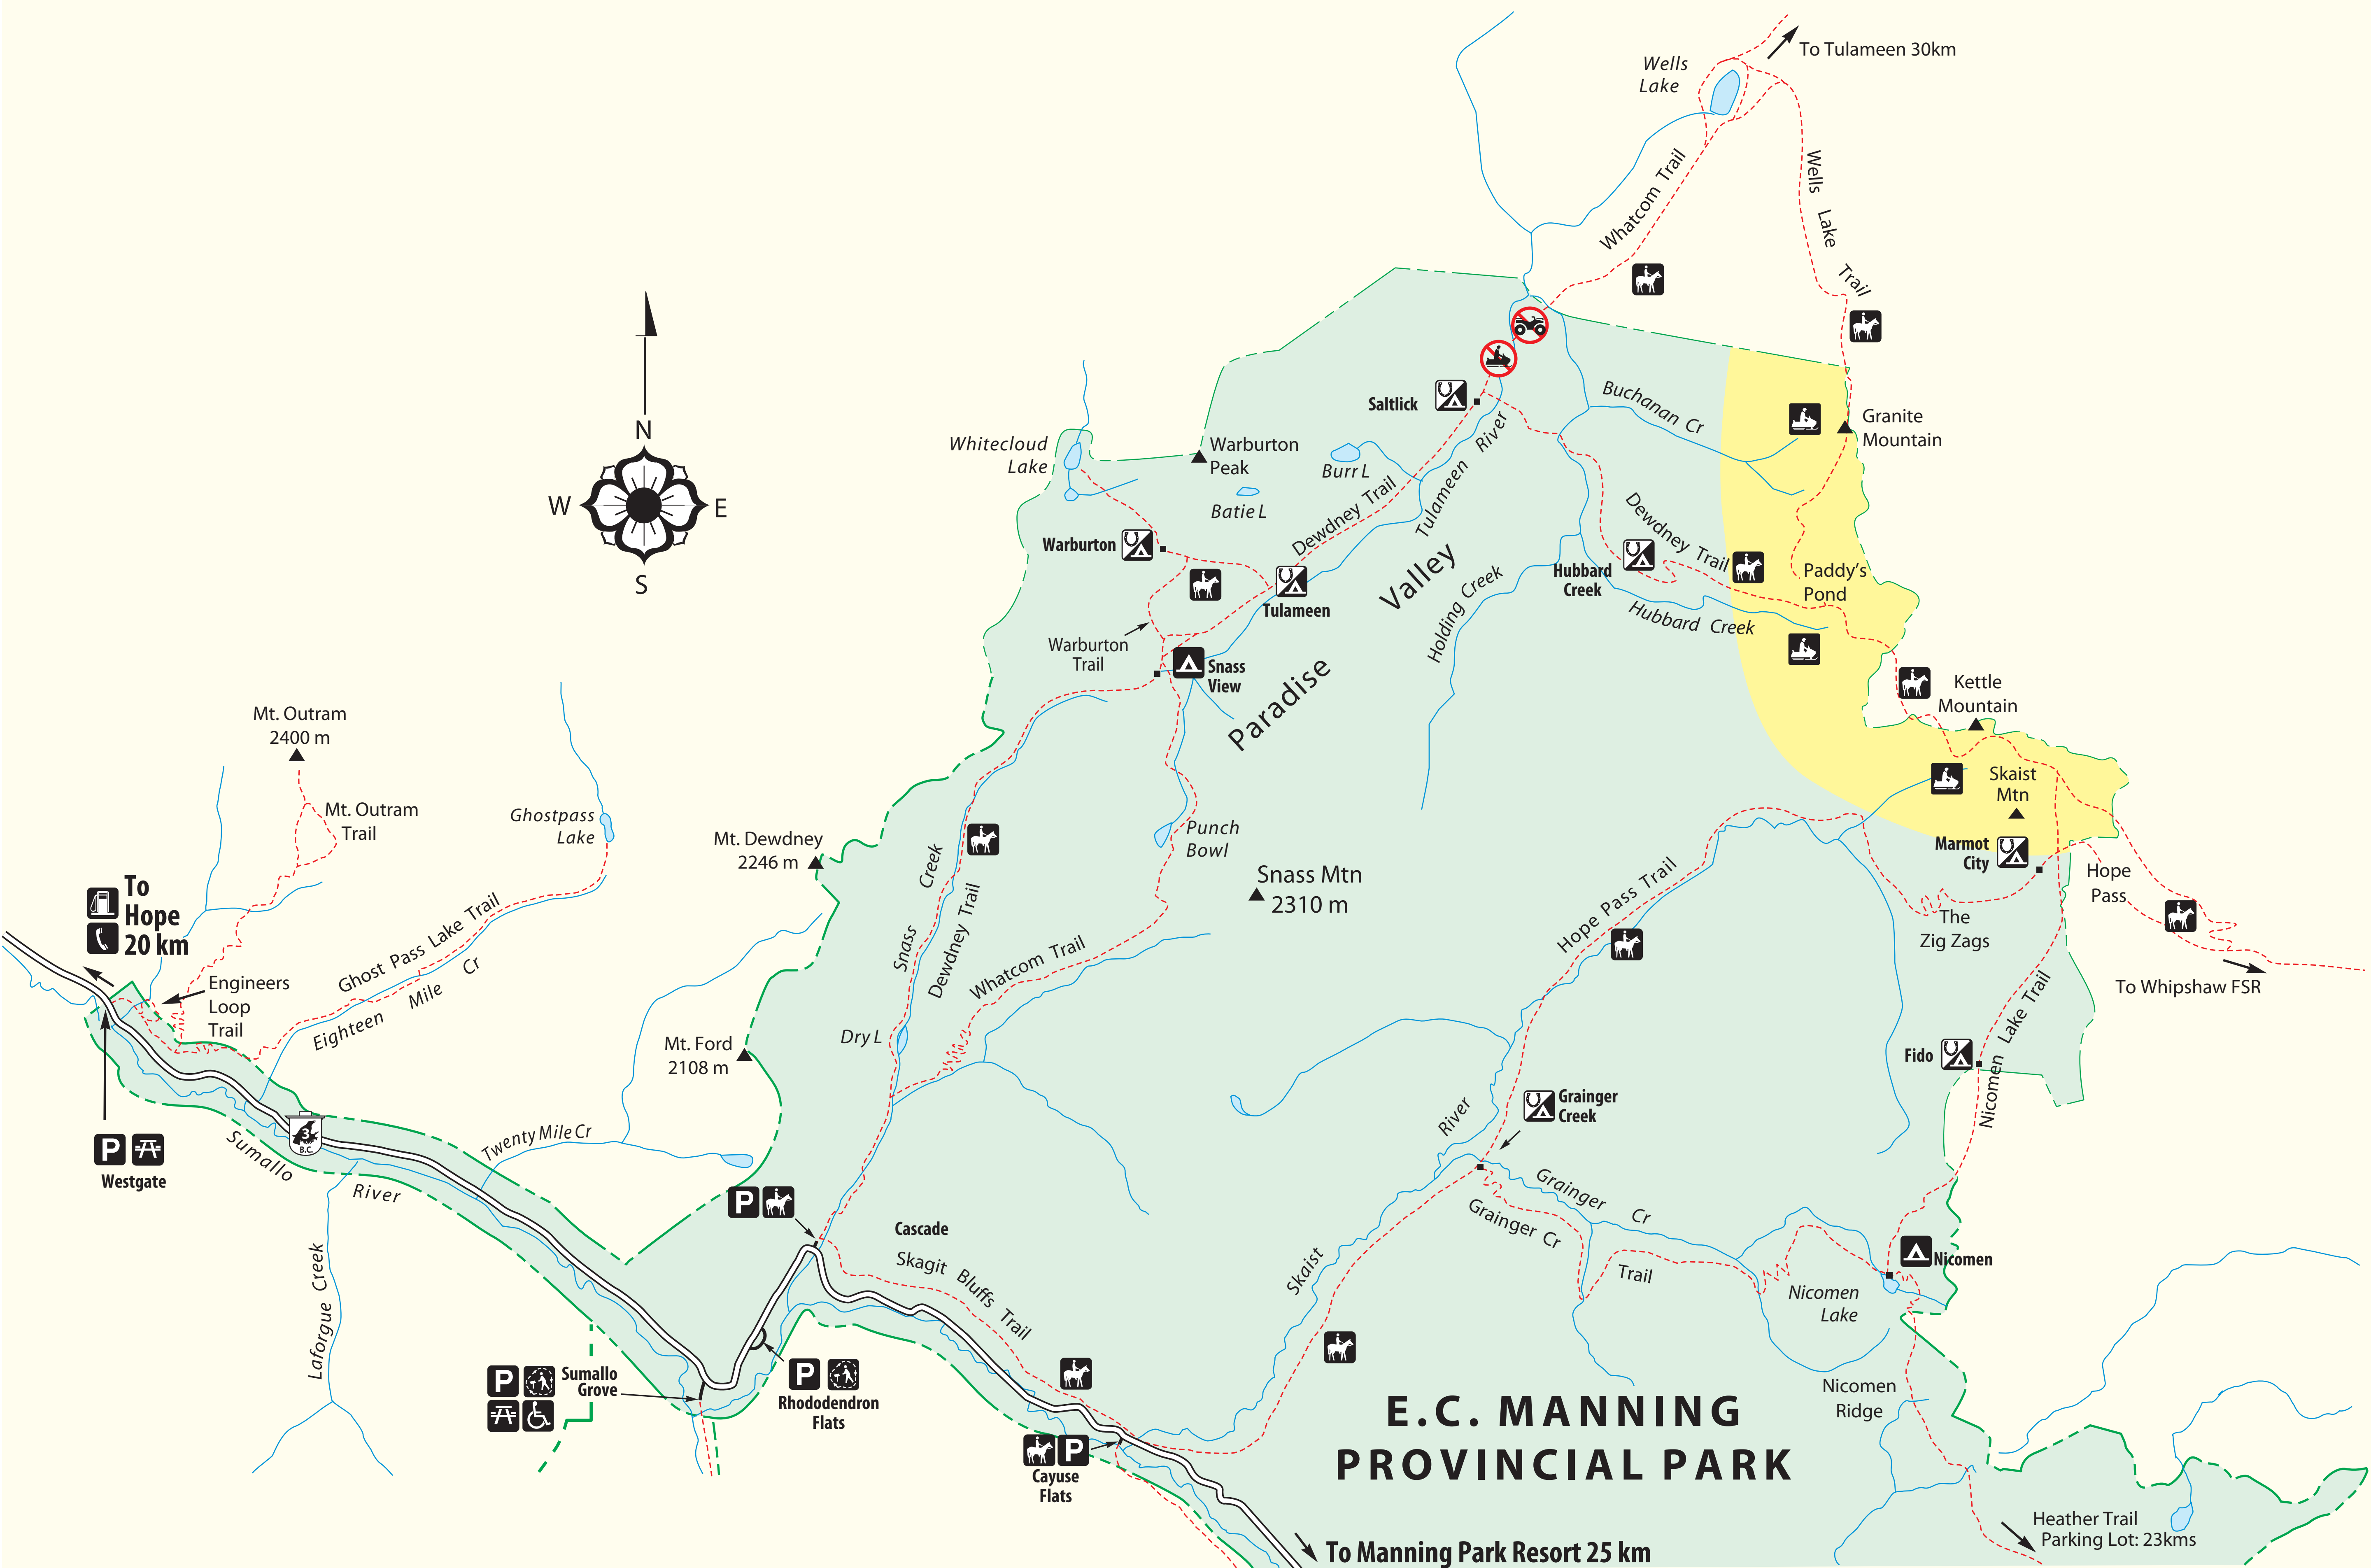 To Tulameen 30km
Wells
Lake
Whatcom Trail
Wells Lake Trail
Saltlick
Buchanan Cr
Granite
Mountain
Whitecloud
Lake
Warburton
Peak
Burr L
Batie L
Tulameen River
Dewdney Trail
Dewdney Trail
N
W
E
S
Warburton
Tulameen
Hubbard
Creek
Paddy's
Pond
Hubbard Creek
Holding Creek
Paradise Valley
Warburton
Trail
Snass
View
Kettle
Mountain
Mt. Outram
2400 m
Mt. Outram
Trail
Ghostpass
Lake
Mt. Dewdney
2246 m
Snass Creek
Dewdney Trail
Punch
Bowl
Skaist
Mtn
Marmot
City
Snass Mtn
2310 m
Hope Pass Trail
Hope
Pass
The
Zig Zags
To
Hope
20 km
Ghost Pass Lake Trail
Eighteen Mile Cr
Engineers
Loop
Trail
Whatcom Trail
To Whipshaw FSR
Dry L
Mt. Ford
2108 m
Nicomen Lake Trail
Fido
Grainger
Creek
Skaist River
3
B.C.
P
Westgate
Sumallo River
Twenty Mile Cr
P
Cascade
Skagit Bluffs Trail
Grainger Cr
Grainger Cr Trail
Nicomen
Nicomen
Lake
Laforgue Creek
P
Sumallo
Grove
P
Rhododendron
Flats
Nicomen
Ridge
P
Cayuse
Flats
E.C. MANNING
PROVINCIAL PARK
To Manning Park Resort 25 km
Heather Trail
Parking Lot: 23kms